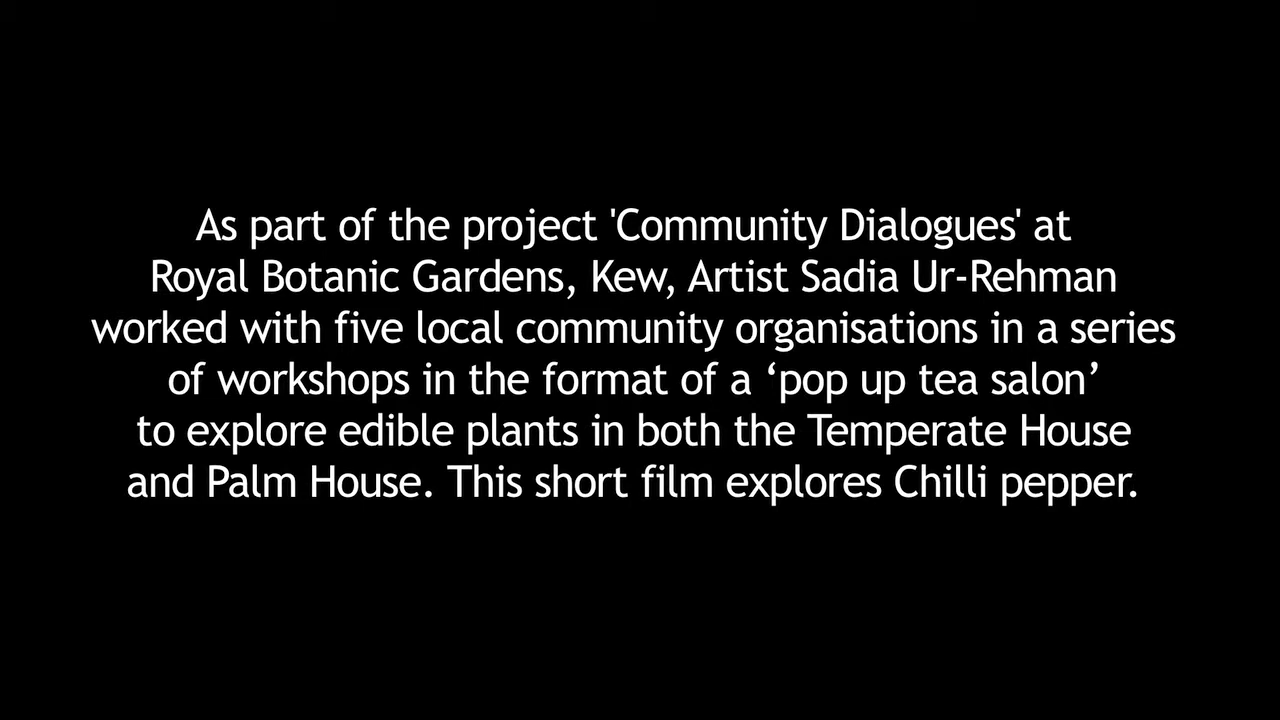 As part of the project 'Community Dialogues' at
Royal Botanic Gardens, Kew, Artist Sadia Ur-Rehman
worked with five local community organisations in a series
of workshops in the format of a ‘pop up tea salon’
to explore edible plants in both the Temperate House
and Palm House. This short film explores Chilli pepper.